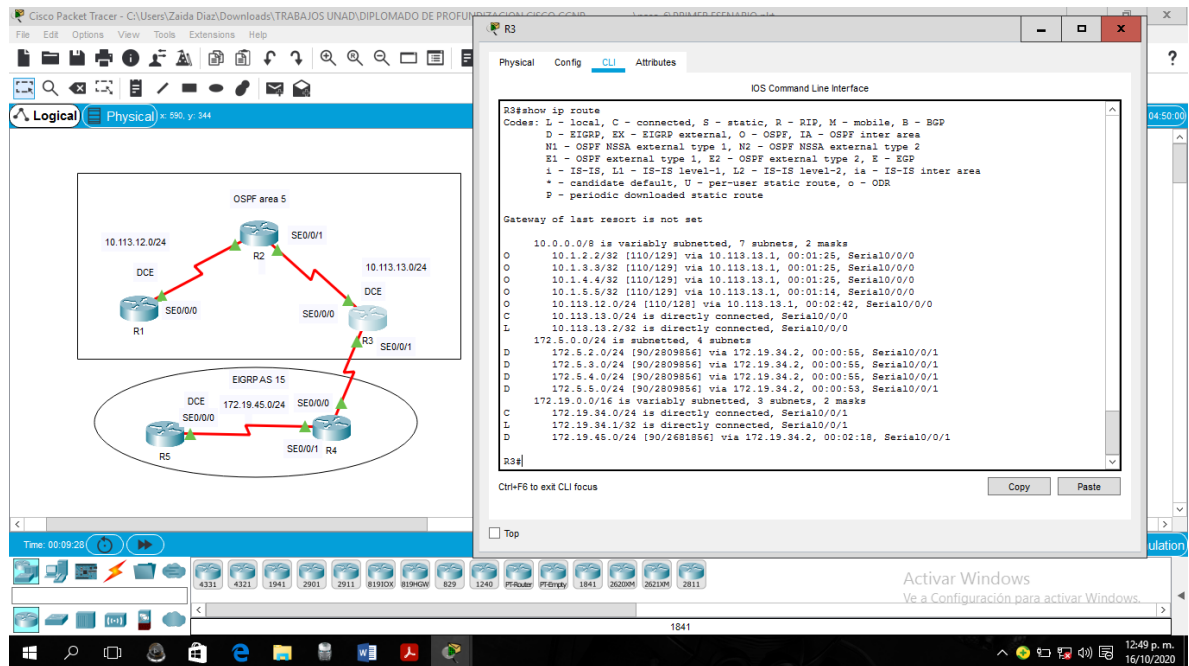 Cisco Packet Tracer - C:\Users\Zaida Diaz\Downloads\TRABAJOS UNAD\DIPLOMADO DE PROFUNDIZACION CISCO CCNP
File Edit Options View Tools Extensions Help
Logical
Physical
x: 590, y: 344
04:50:00
OSPF area 5
10.113.12.0/24
SE0/0/1
R2
10.113.13.0/24
DCE
DCE
SE0/0/0
SE0/0/0
R1
R3
SE0/0/1
EIGRP AS 15
DCE
172.19.45.0/24
SE0/0/0
SE0/0/0
SE0/0/1
R4
R5
R3
Physical Config CLI Attributes
IOS Command Line Interface
R3#show ip route
Codes: L - local, C - connected, S - static, R - RIP, M - mobile, B - BGP
D - EIGRP, EX - EIGRP external, O - OSPF, IA - OSPF inter area
N1 - OSPF NSSA external type 1, N2 - OSPF NSSA external type 2
E1 - OSPF external type 1, E2 - OSPF external type 2, E - EGP
i - IS-IS, L1 - IS-IS level-1, L2 - IS-IS level-2, ia - IS-IS inter area
* - candidate default, U - per-user static route, o - ODR
P - periodic downloaded static route
Gateway of last resort is not set
10.0.0.0/8 is variably subnetted, 7 subnets, 2 masks
O 10.1.2.2/32 [110/129] via 10.113.13.1, 00:01:25, Serial0/0/0
O 10.1.3.3/32 [110/129] via 10.113.13.1, 00:01:25, Serial0/0/0
O 10.1.4.4/32 [110/129] via 10.113.13.1, 00:01:25, Serial0/0/0
O 10.1.5.5/32 [110/129] via 10.113.13.1, 00:01:14, Serial0/0/0
O 10.113.12.0/24 [110/128] via 10.113.13.1, 00:02:42, Serial0/0/0
C 10.113.13.0/24 is directly connected, Serial0/0/0
L 10.113.13.2/32 is directly connected, Serial0/0/0
172.5.0.0/24 is subnetted, 4 subnets
D 172.5.2.0/24 [90/2809856] via 172.19.34.2, 00:00:55, Serial0/0/1
D 172.5.3.0/24 [90/2809856] via 172.19.34.2, 00:00:55, Serial0/0/1
D 172.5.4.0/24 [90/2809856] via 172.19.34.2, 00:00:55, Serial0/0/1
D 172.5.5.0/24 [90/2809856] via 172.19.34.2, 00:00:53, Serial0/0/1
172.19.0.0/16 is variably subnetted, 3 subnets, 2 masks
C 172.19.34.0/24 is directly connected, Serial0/0/1
L 172.19.34.1/32 is directly connected, Serial0/0/1
D 172.19.45.0/24 [90/2681856] via 172.19.34.2, 00:02:18, Serial0/0/1
R3#
Ctrl+F6 to exit CLI focus
Copy
Paste
Top
Time: 00:09:28
4331 4321 1941 2901 2911 819IOX 819HGW 829 1240 PT-Router PT-Empty 1841 2620XM 2621XM 2811
1841
Activar Windows
Ve a Configuración para activar Windows.
12:49 p. m.
16/10/2020